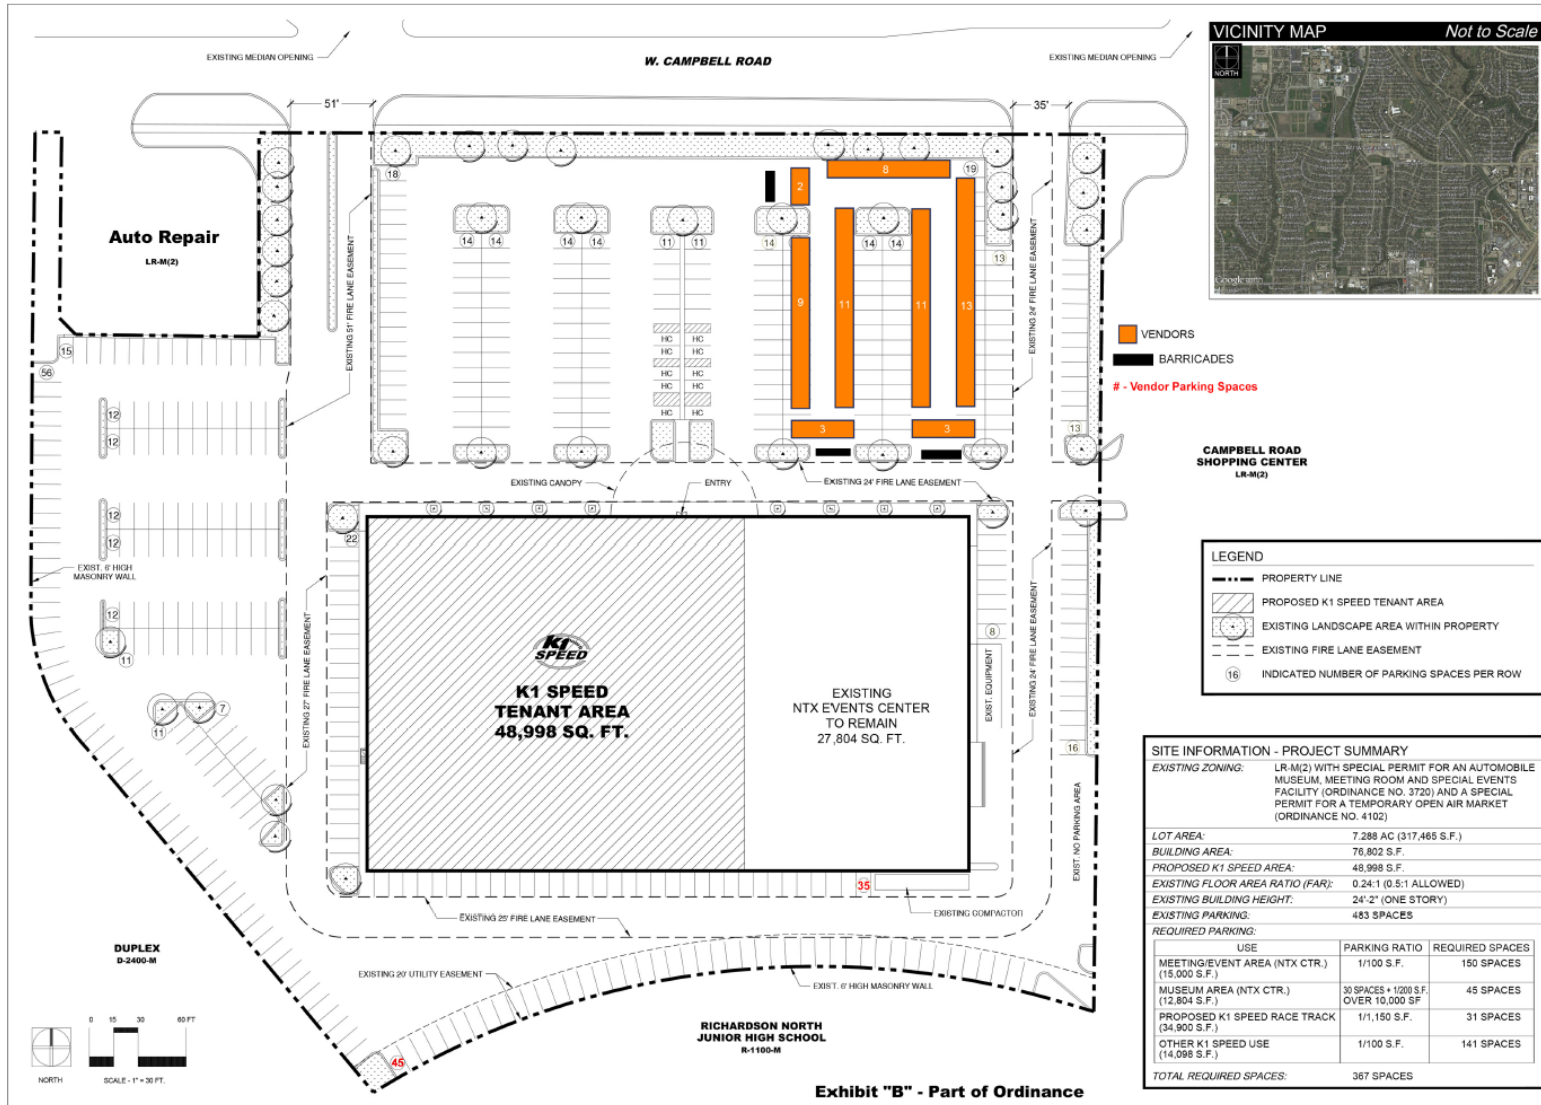 EXISTING MEDIAN OPENING
W. CAMPBELL ROAD
EXISTING MEDIAN OPENING
VICINITY MAP
Not to Scale
NORTH
Google
51'
35'
18
2
8
19
Auto Repair
LR-M(2)
14
14
14
14
11
11
14
14
14
13
EXISTING 51' FIRE LANE EASEMENT
EXISTING 24' FIRE LANE EASEMENT
9
11
11
13
HC
HC
HC
HC
HC
HC
HC
HC
HC
HC
VENDORS
BARRICADES
# - Vendor Parking Spaces
15
56
12
12
3
3
13
CAMPBELL ROAD
SHOPPING CENTER
LR-M(2)
EXISTING CANOPY
ENTRY
EXISTING 24' FIRE LANE EASEMENT
12
12
22
EXIST. 6' HIGH
MASONRY WALL
12
11
7
11
EXISTING 27' FIRE LANE EASEMENT
K1
SPEED
K1 SPEED
TENANT AREA
48,998 SQ. FT.
EXISTING
NTX EVENTS CENTER
TO REMAIN
27,804 SQ. FT.
8
EXIST. EQUIPMENT
EXISTING 24' FIRE LANE EASEMENT
16
EXIST. NO PARKING AREA
LEGEND
PROPERTY LINE
PROPOSED K1 SPEED TENANT AREA
EXISTING LANDSCAPE AREA WITHIN PROPERTY
EXISTING FIRE LANE EASEMENT
16
INDICATED NUMBER OF PARKING SPACES PER ROW
35
EXISTING COMPACTOR
EXISTING 25' FIRE LANE EASEMENT
DUPLEX
D-2400-M
EXISTING 20' UTILITY EASEMENT
EXIST. 6' HIGH MASONRY WALL
RICHARDSON NORTH
JUNIOR HIGH SCHOOL
R-1100-M
45
0 15 30 60 FT
NORTH
SCALE - 1" = 30 FT.
SITE INFORMATION - PROJECT SUMMARY
EXISTING ZONING: LR-M(2) WITH SPECIAL PERMIT FOR AN AUTOMOBILE
MUSEUM, MEETING ROOM AND SPECIAL EVENTS
FACILITY (ORDINANCE NO. 3720) AND A SPECIAL
PERMIT FOR A TEMPORARY OPEN AIR MARKET
(ORDINANCE NO. 4102)
LOT AREA: 7.288 AC (317,465 S.F.)
BUILDING AREA: 76,802 S.F.
PROPOSED K1 SPEED AREA: 48,998 S.F.
EXISTING FLOOR AREA RATIO (FAR): 0.24:1 (0.5:1 ALLOWED)
EXISTING BUILDING HEIGHT: 24'-2" (ONE STORY)
EXISTING PARKING: 483 SPACES
REQUIRED PARKING:
USE PARKING RATIO REQUIRED SPACES
MEETING/EVENT AREA (NTX CTR.) 1/100 S.F. 150 SPACES
(15,000 S.F.)
MUSEUM AREA (NTX CTR.) 30 SPACES + 1/200 S.F. 45 SPACES
(12,804 S.F.) OVER 10,000 SF
PROPOSED K1 SPEED RACE TRACK 1/1,150 S.F. 31 SPACES
(34,900 S.F.)
OTHER K1 SPEED USE 1/100 S.F. 141 SPACES
(14,098 S.F.)
TOTAL REQUIRED SPACES: 367 SPACES
Exhibit "B" - Part of Ordinance